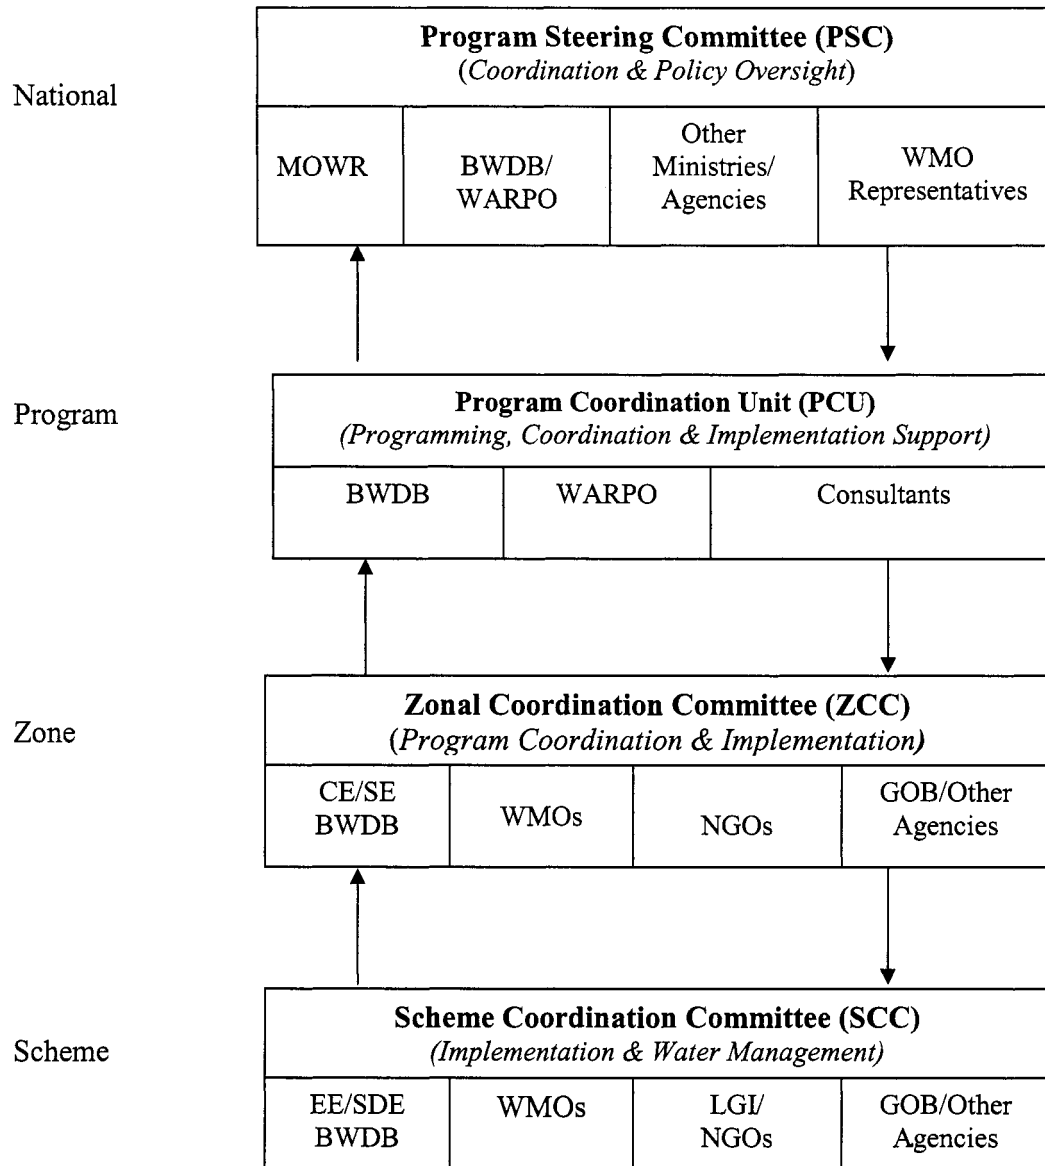 National
Program Steering Committee (PSC)
(Coordination & Policy Oversight)
MOWR
BWDB/
WARPO
Other
Ministries/
Agencies
WMO
Representatives
Program
Program Coordination Unit (PCU)
(Programming, Coordination & Implementation Support)
BWDB
WARPO
Consultants
Zone
Zonal Coordination Committee (ZCC)
(Program Coordination & Implementation)
CE/SE
BWDB
WMOs
NGOs
GOB/Other
Agencies
Scheme
Scheme Coordination Committee (SCC)
(Implementation & Water Management)
EE/SDE
BWDB
WMOs
LGI/
NGOs
GOB/Other
Agencies